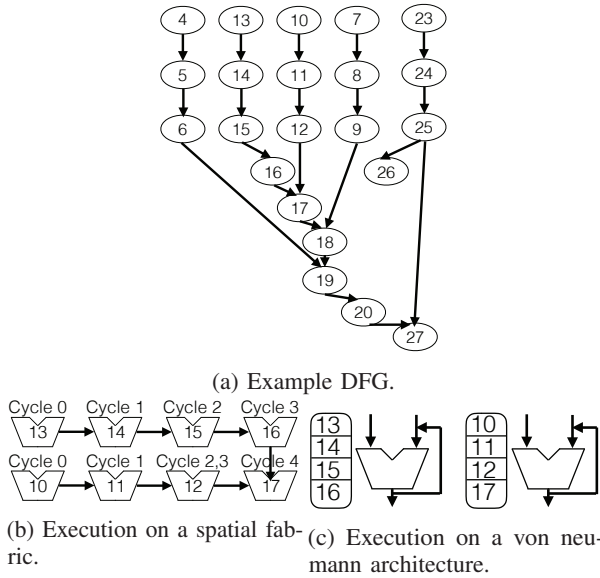 4 13 10 7 23
5 14 11 8 24
6 15 12 9 25
16 26
17
18
19
20
27
(a) Example DFG.
Cycle 0 Cycle 1 Cycle 2 Cycle 3
13 14 15 16
Cycle 0 Cycle 1 Cycle 2,3 Cycle 4
10 11 12 17
(b) Execution on a spatial fab-
ric.
13
14
15
16
10
11
12
17
(c) Execution on a von neu-
mann architecture.